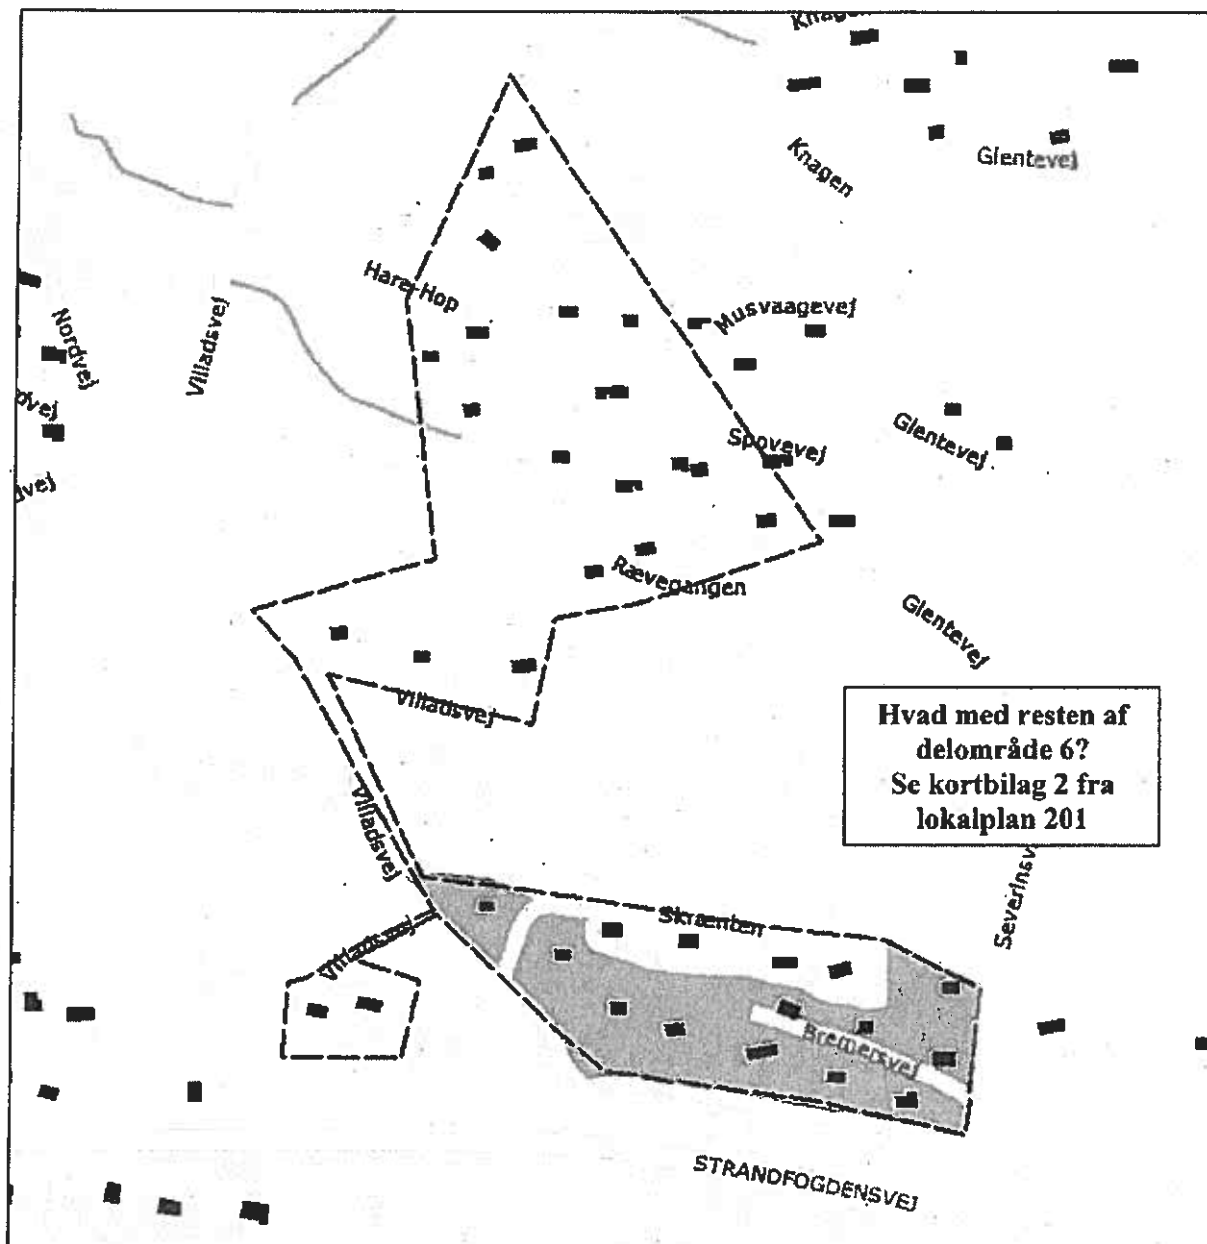 Knagen
Knagen
Glentevej
Hare-Hop
Musvaagevej
Nordvej
Villadsvej
Glentevej
Spovevej
Rævegangen
Glentevej
Villadsvej
Hvad med resten af
delområde 6?
Se kortbilag 2 fra
lokalplan 201
Villadsvej
Skrænten
Villadsvej
Bremersvej
STRANDFOGDENSVEJ